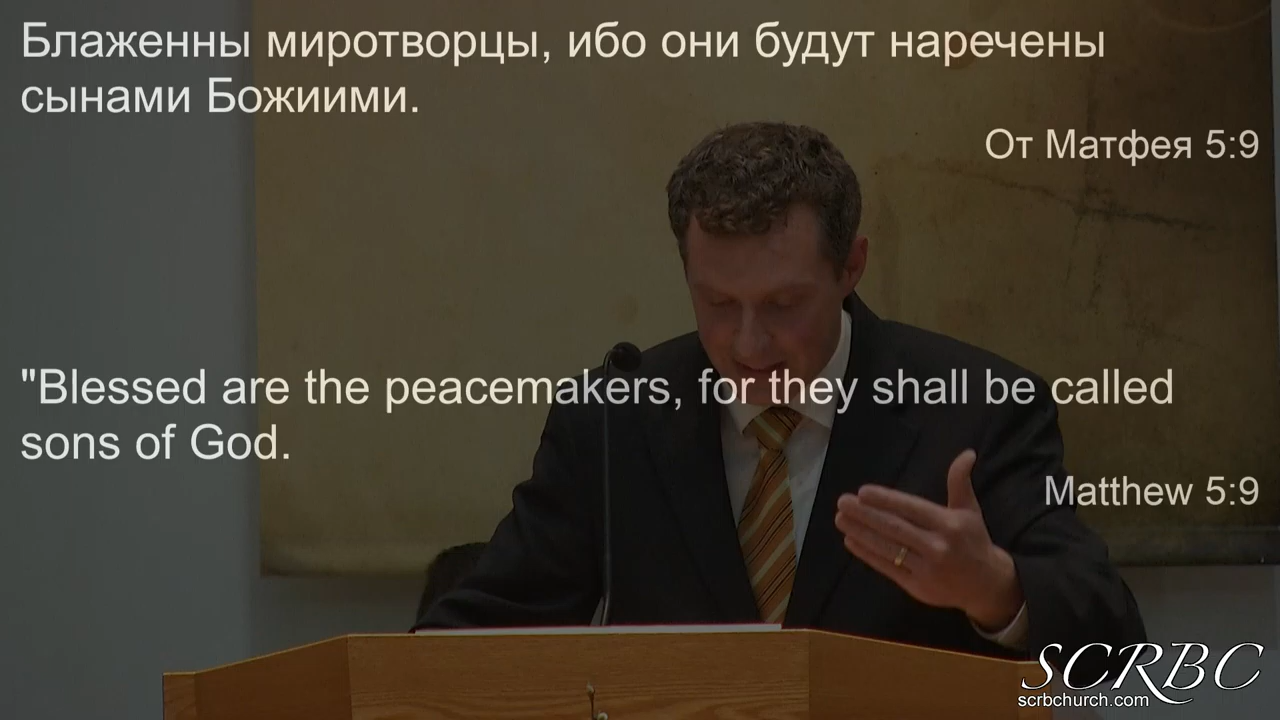 Блаженны миротворцы, ибо они будут наречены
сынами Божиими.
От Матфея 5:9
"Blessed are the peacemakers, for they shall be called
sons of God.
Matthew 5:9
SCRBC
scrbchurch.com